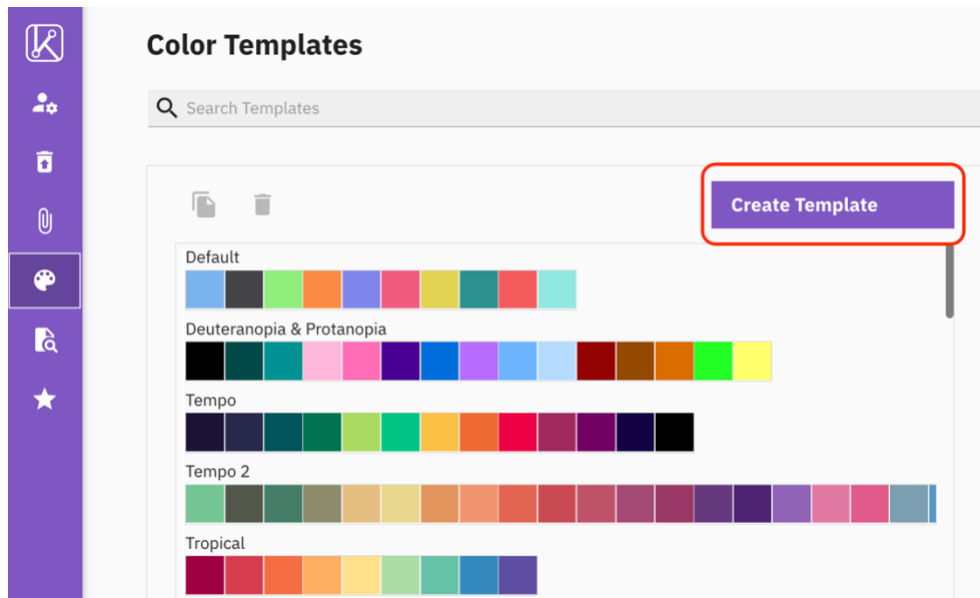 Color Templates
Search Templates
Create Template
Default
Deuteranopia & Protanopia
Tempo
Tempo 2
Tropical